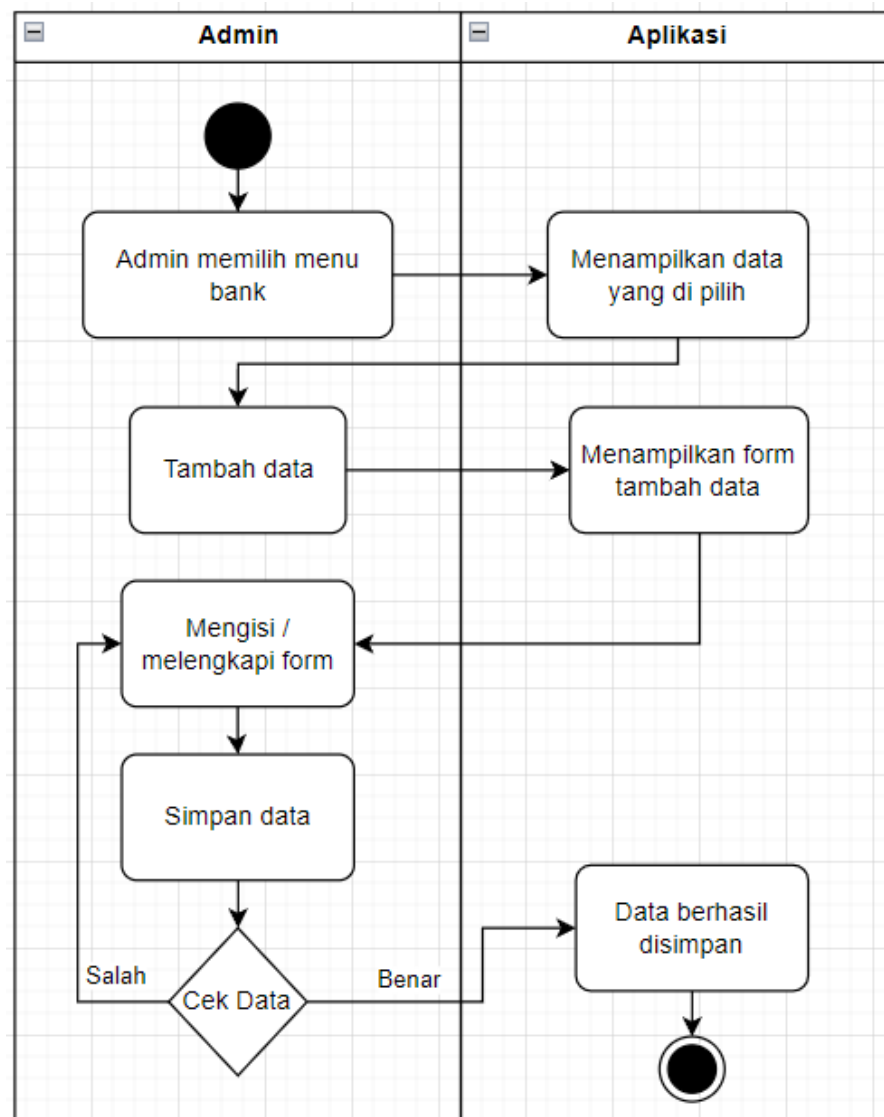 Admin
Aplikasi
Admin memilih menu
bank
Menampilkan data
yang di pilih
Tambah data
Menampilkan form
tambah data
Mengisi /
melengkapi form
Simpan data
Data berhasil
disimpan
Salah
Cek Data
Benar